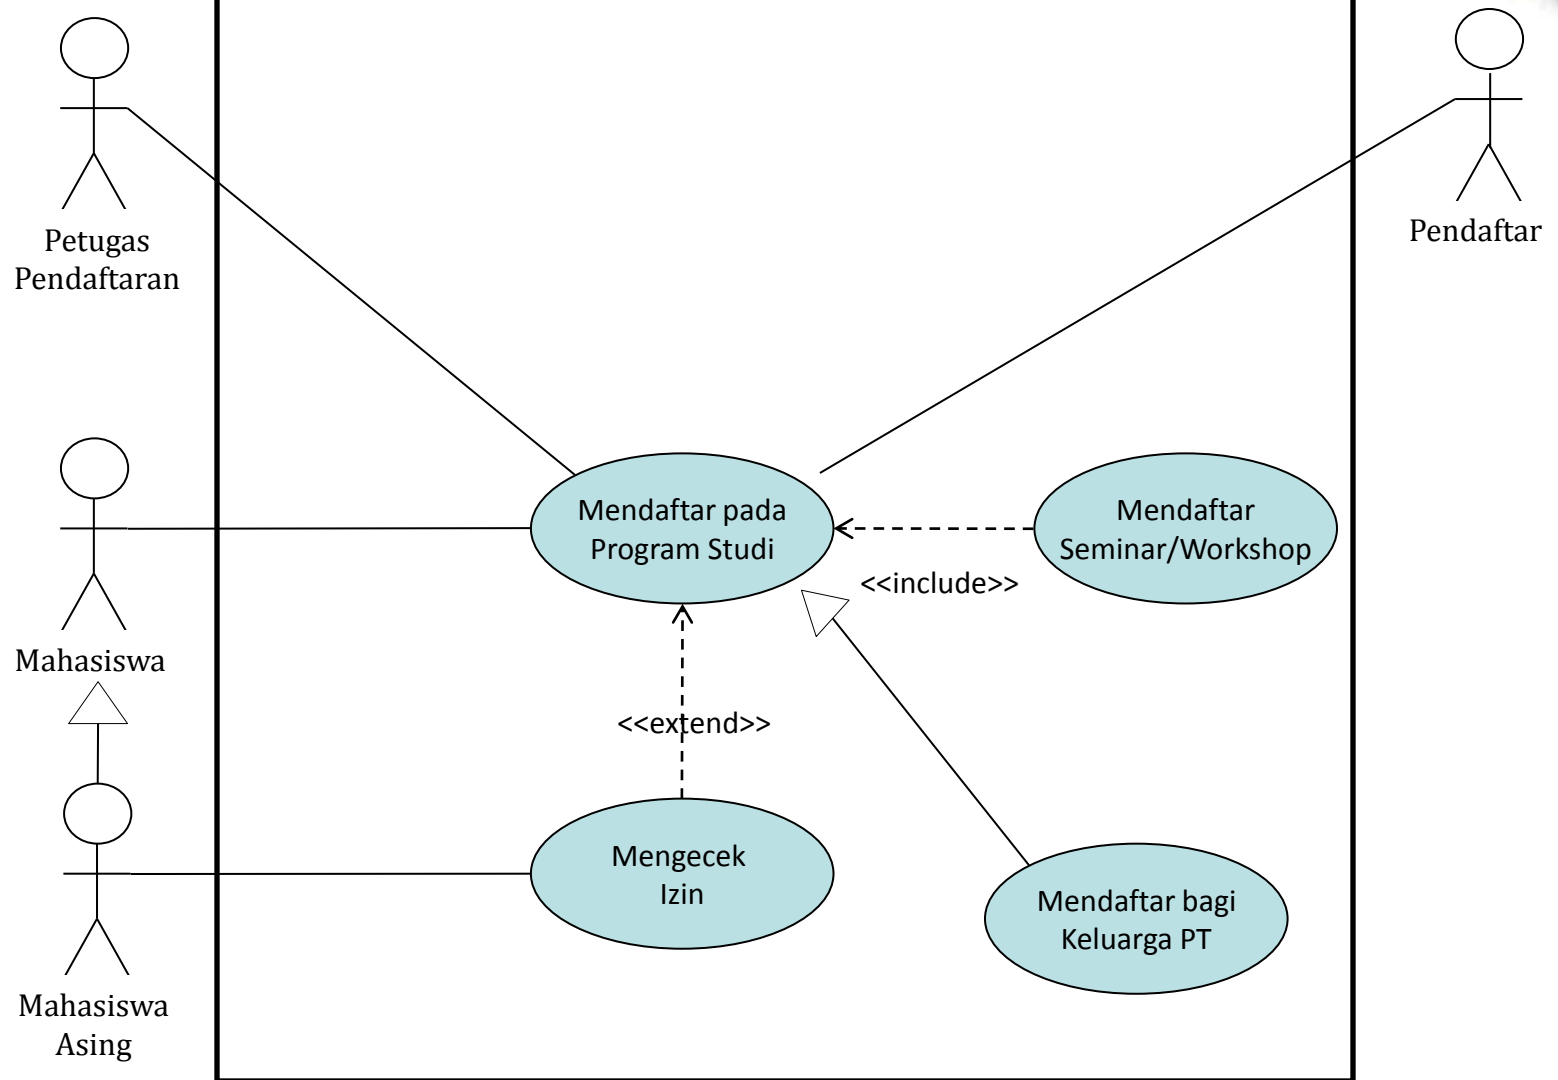 Petugas
Pendaftaran
Pendaftar
Mahasiswa
Mendaftar pada
Program Studi
Mendaftar
Seminar/Workshop
<<include>>
<<extend>>
Mengecek
Izin
Mendaftar bagi
Keluarga PT
Mahasiswa
Asing